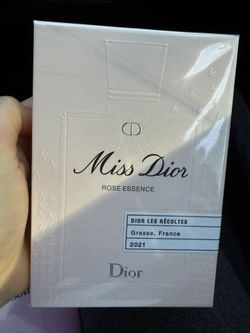 CD
Miss Dior
ROSE ESSENCE
DIOR LES RÉCOLTES
Grasse, France
2021
Dior